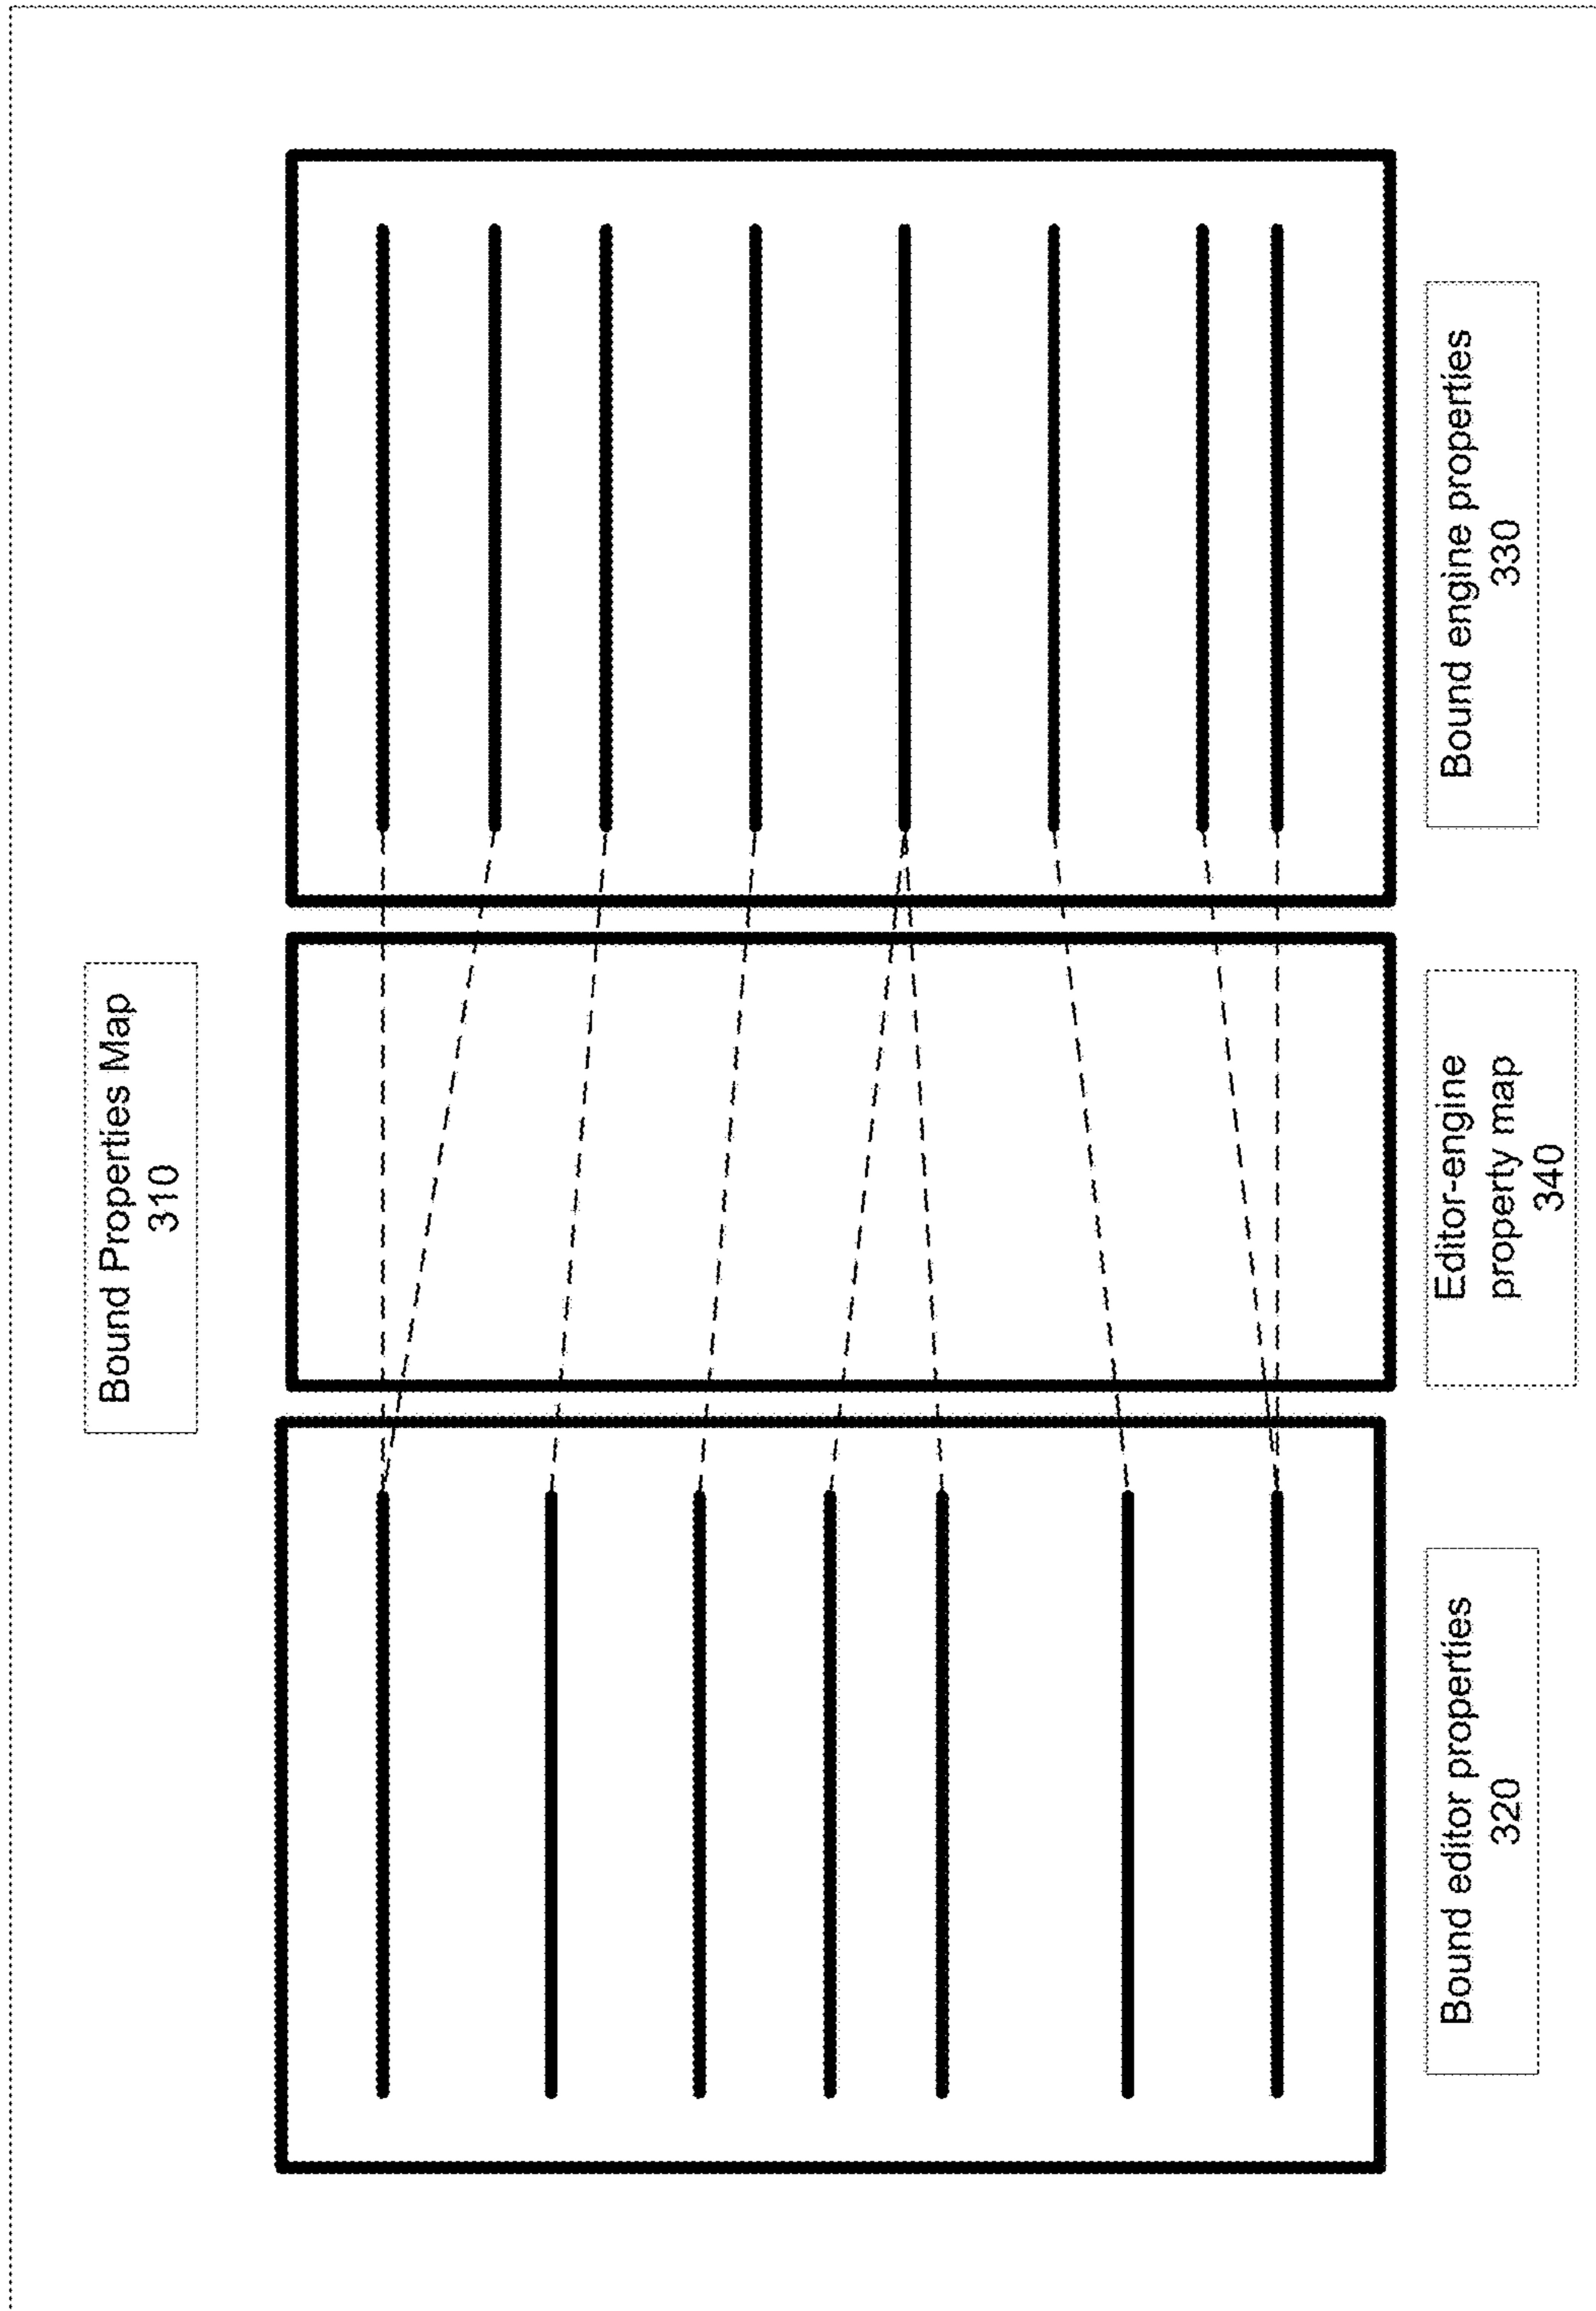 Bound Properties Map
310
Bound editor properties
320
Editor-engine
property map
340
Bound engine properties
330